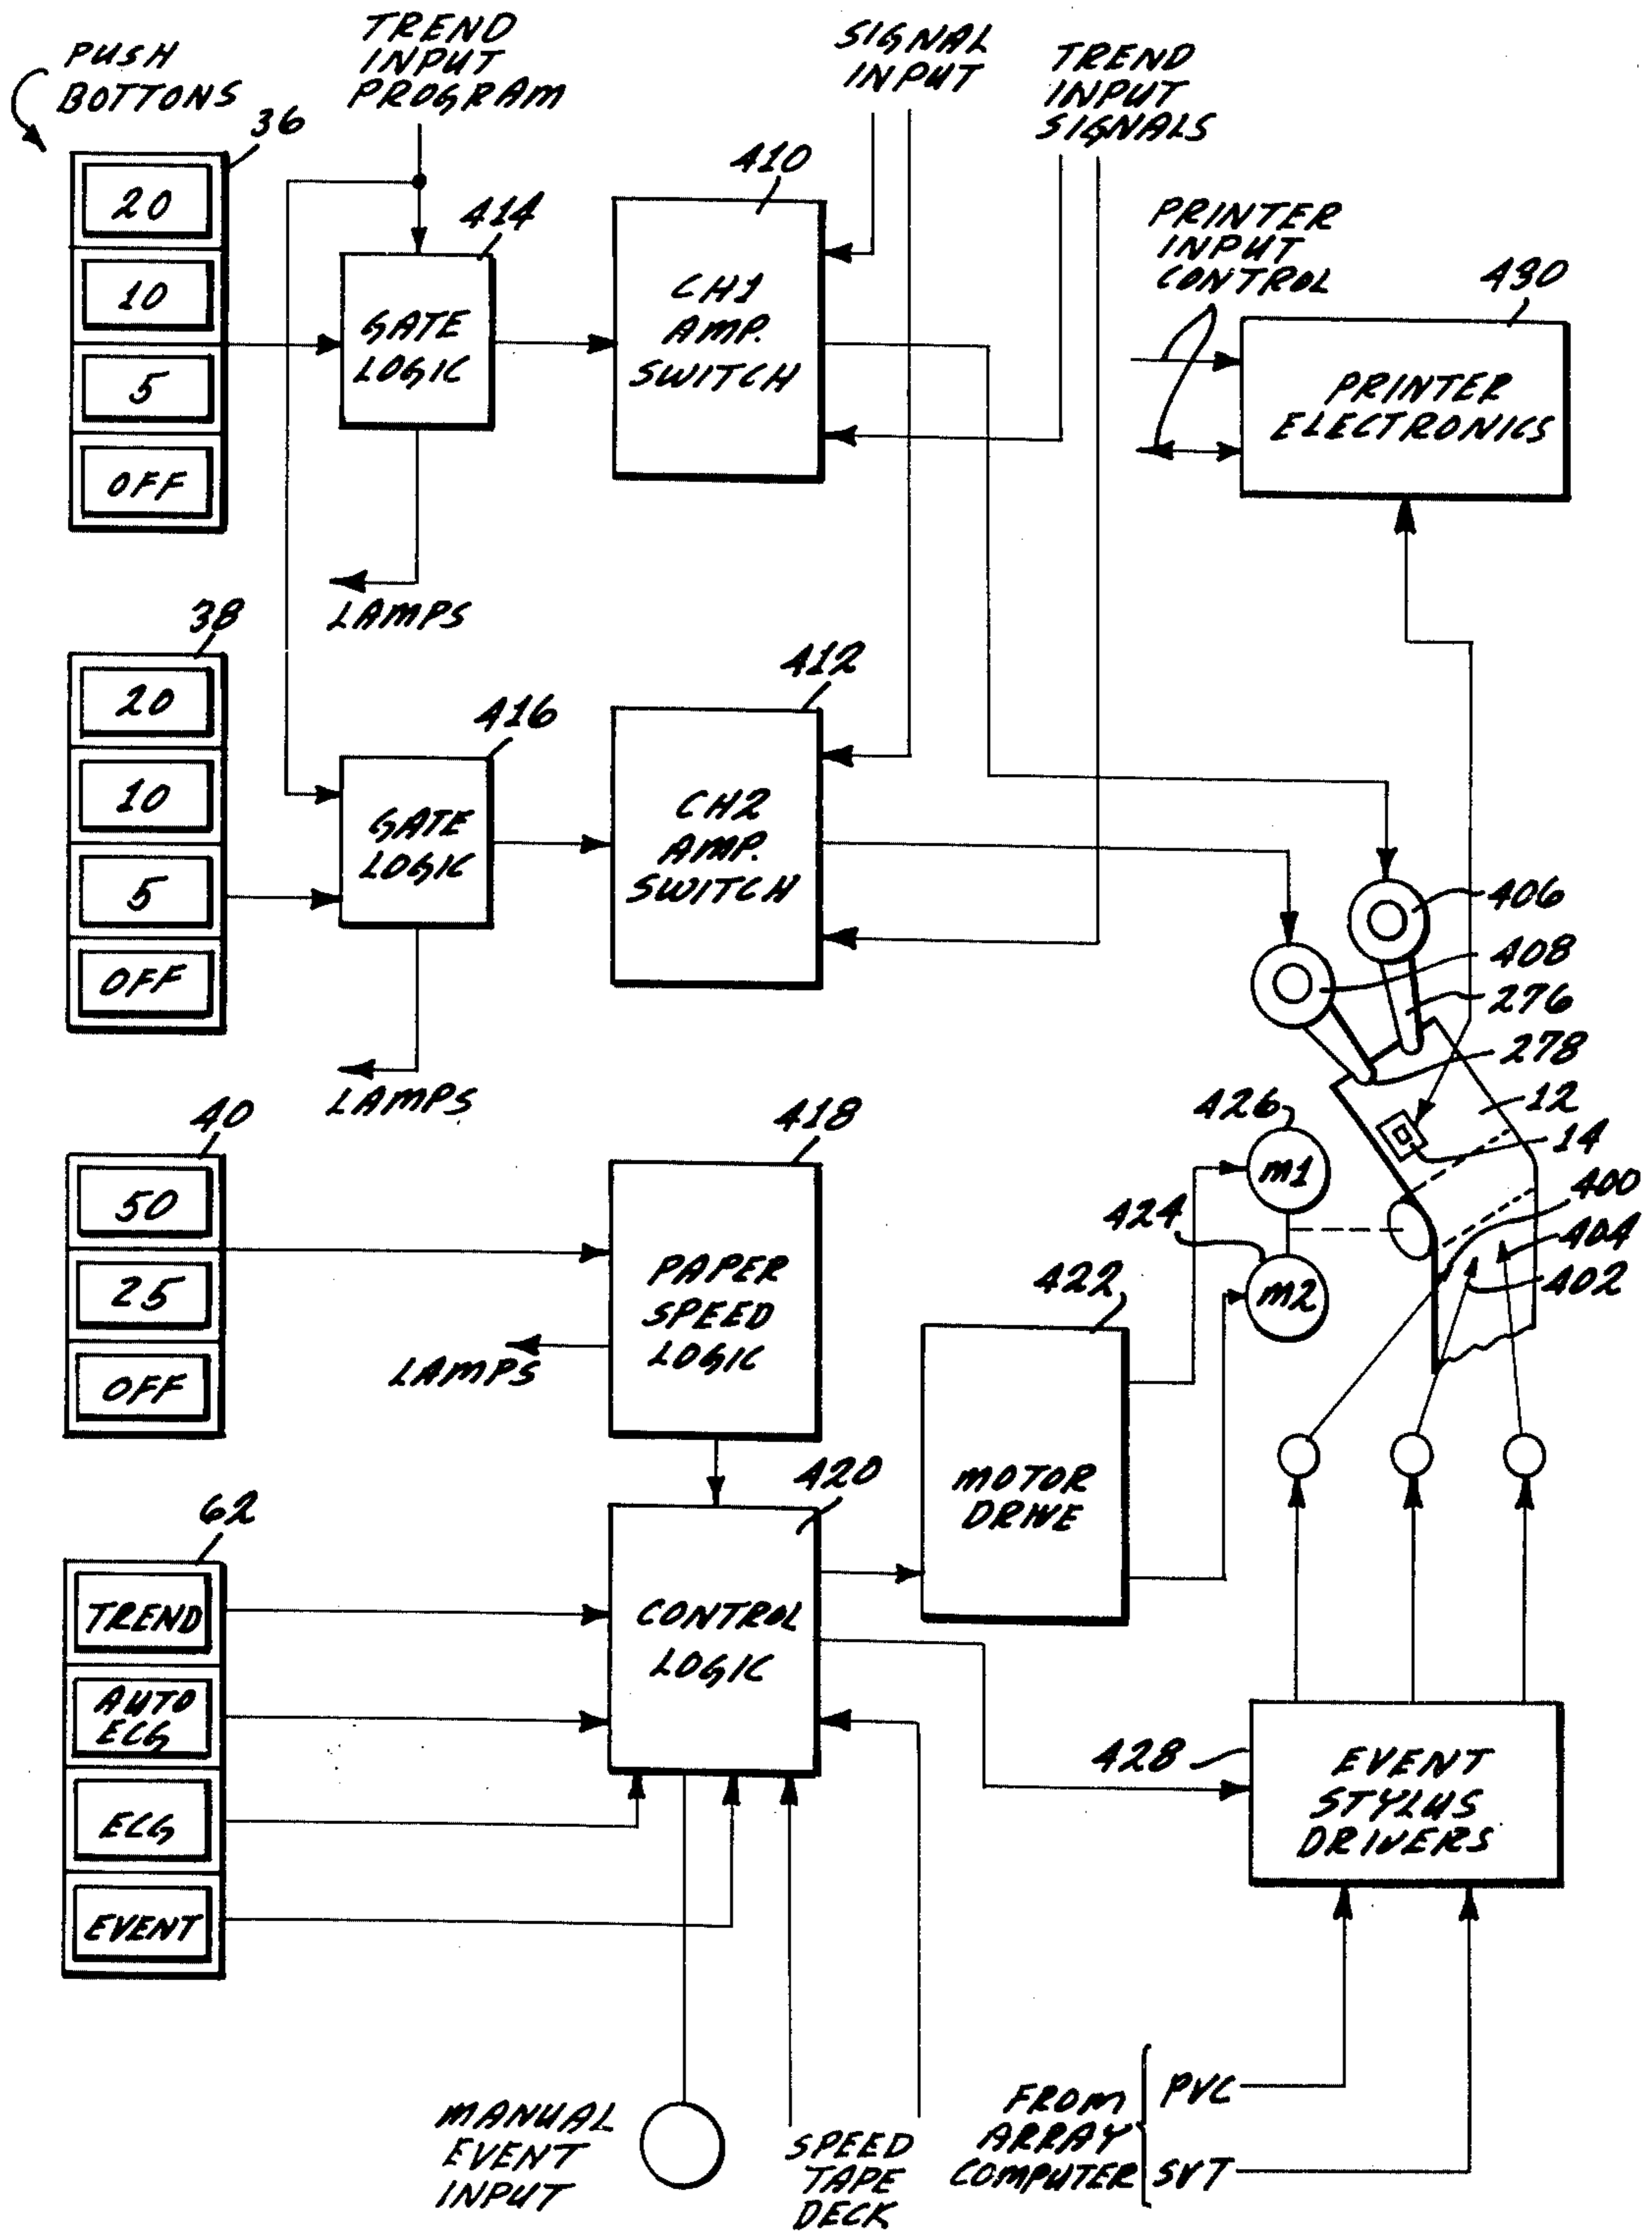 PUSH
BOTTONS
36
20
10
5
OFF
TREND
INPUT
PROGRAM
414
GATE
LOGIC
LAMPS
410
CH1
AMP.
SWITCH
SIGNAL
INPUT
TREND
INPUT
SIGNALS
PRINTER
INPUT
CONTROL
430
PRINTER
ELECTRONICS
38
20
10
5
OFF
416
GATE
LOGIC
LAMPS
412
CH2
AMP.
SWITCH
406
408
276
278
12
14
400
404
402
40
50
25
OFF
418
PAPER
SPEED
LOGIC
LAMPS
426
M1
424
M2
422
MOTOR
DRIVE
62
TREND
AUTO
ECG
ECG
EVENT
420
CONTROL
LOGIC
428
EVENT
STYLUS
DRIVERS
MANUAL
EVENT
INPUT
SPEED
TAPE
DECK
FROM
ARRAY
COMPUTER
PVC
SVT